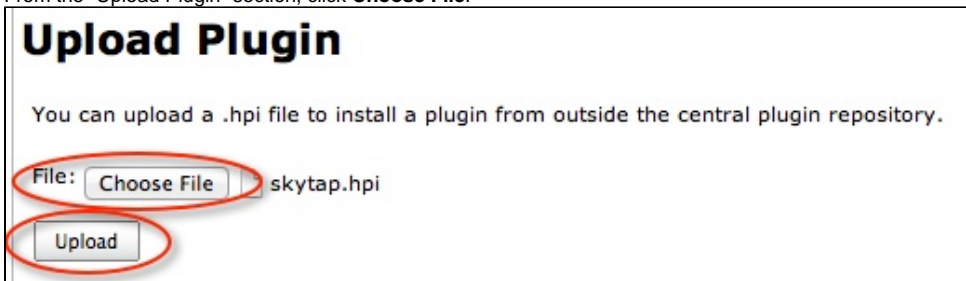 From the "Upload Plugin" section, click Choose File.
Upload Plugin
You can upload a .hpi file to install a plugin from outside the central plugin repository.
File: Choose File skytap.hpi
Upload